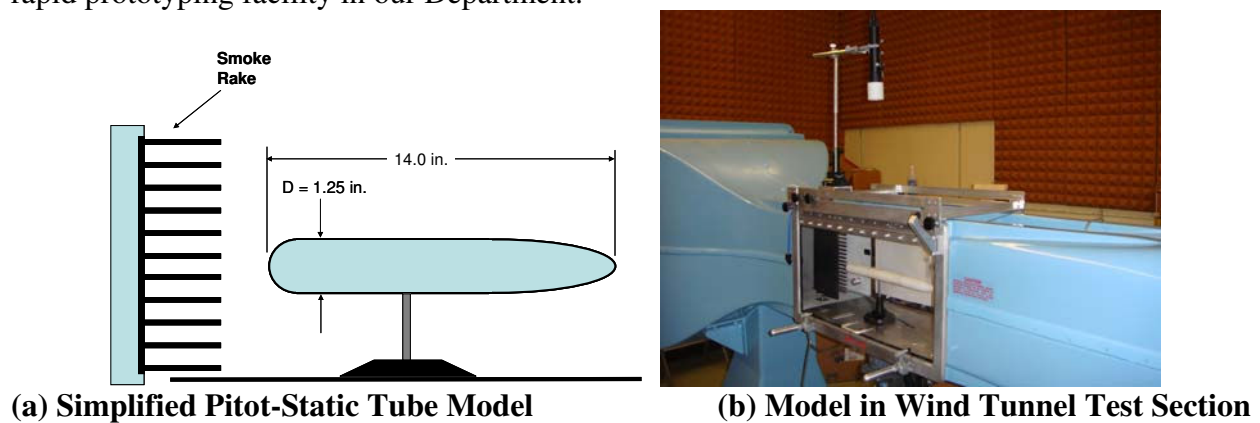 rapid prototyping facility in our Department.
Smoke
Rake
14.0 in.
D = 1.25 in.
(a) Simplified Pitot-Static Tube Model
(b) Model in Wind Tunnel Test Section